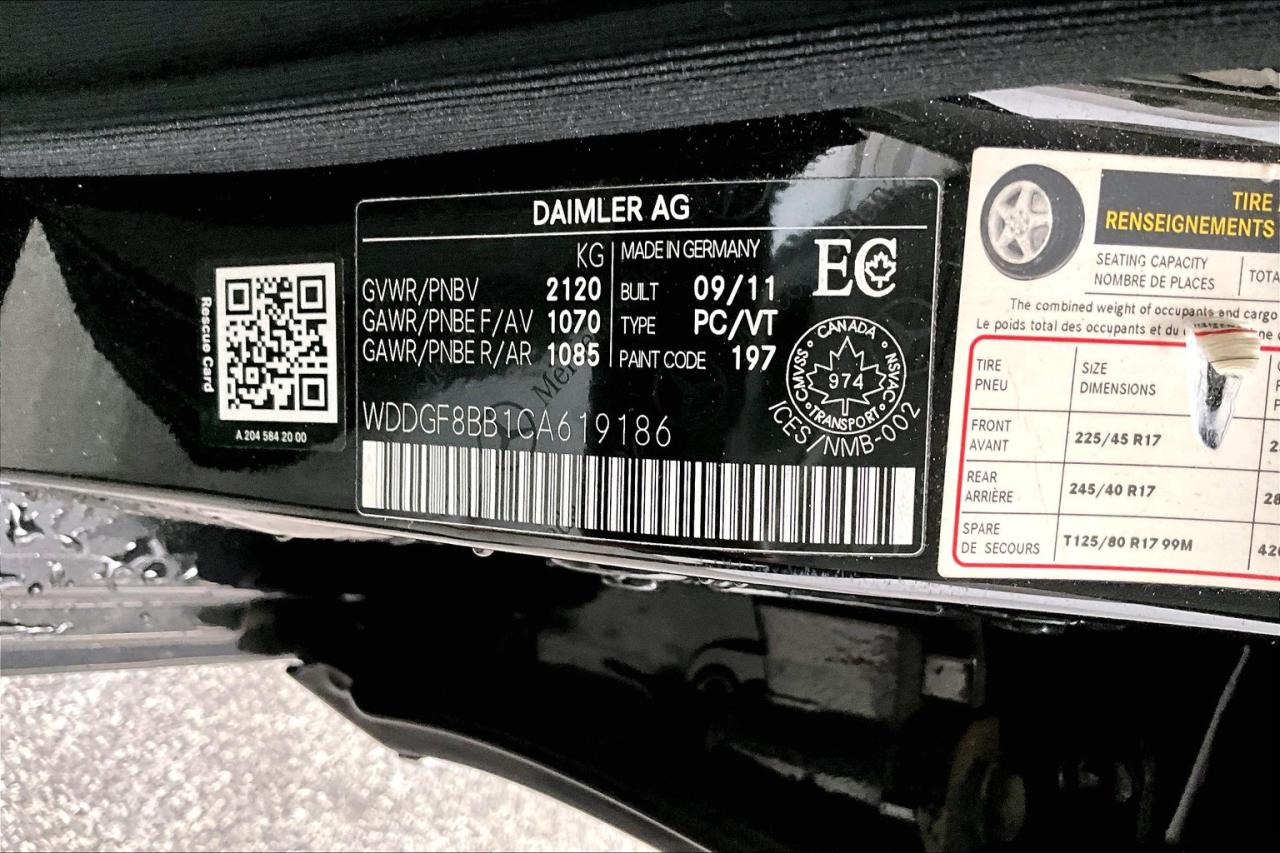 DAIMLER AG
KG
GVWR/PNBV 2120
GAWR/PNBE F/AV 1070
GAWR/PNBE R/AR 1085
MADE IN GERMANY
BUILT 09/11
TYPE PC/VT
PAINT CODE 197
EC
CANADA
CMVSS NSVAC
974
TRANSPORT
ICES/NMB-002
WDDGF8BB1CA619186
Rescue Card
A 204 584 20 00
TIRE
RENSEIGNEMENTS
SEATING CAPACITY
NOMBRE DE PLACES
The combined weight of occupants and cargo
Le poids total des occupants et du
TIRE
PNEU
SIZE
DIMENSIONS
FRONT
AVANT
225/45 R17
REAR
ARRIÈRE
245/40 R17
SPARE
DE SECOURS
T125/80 R17 99M